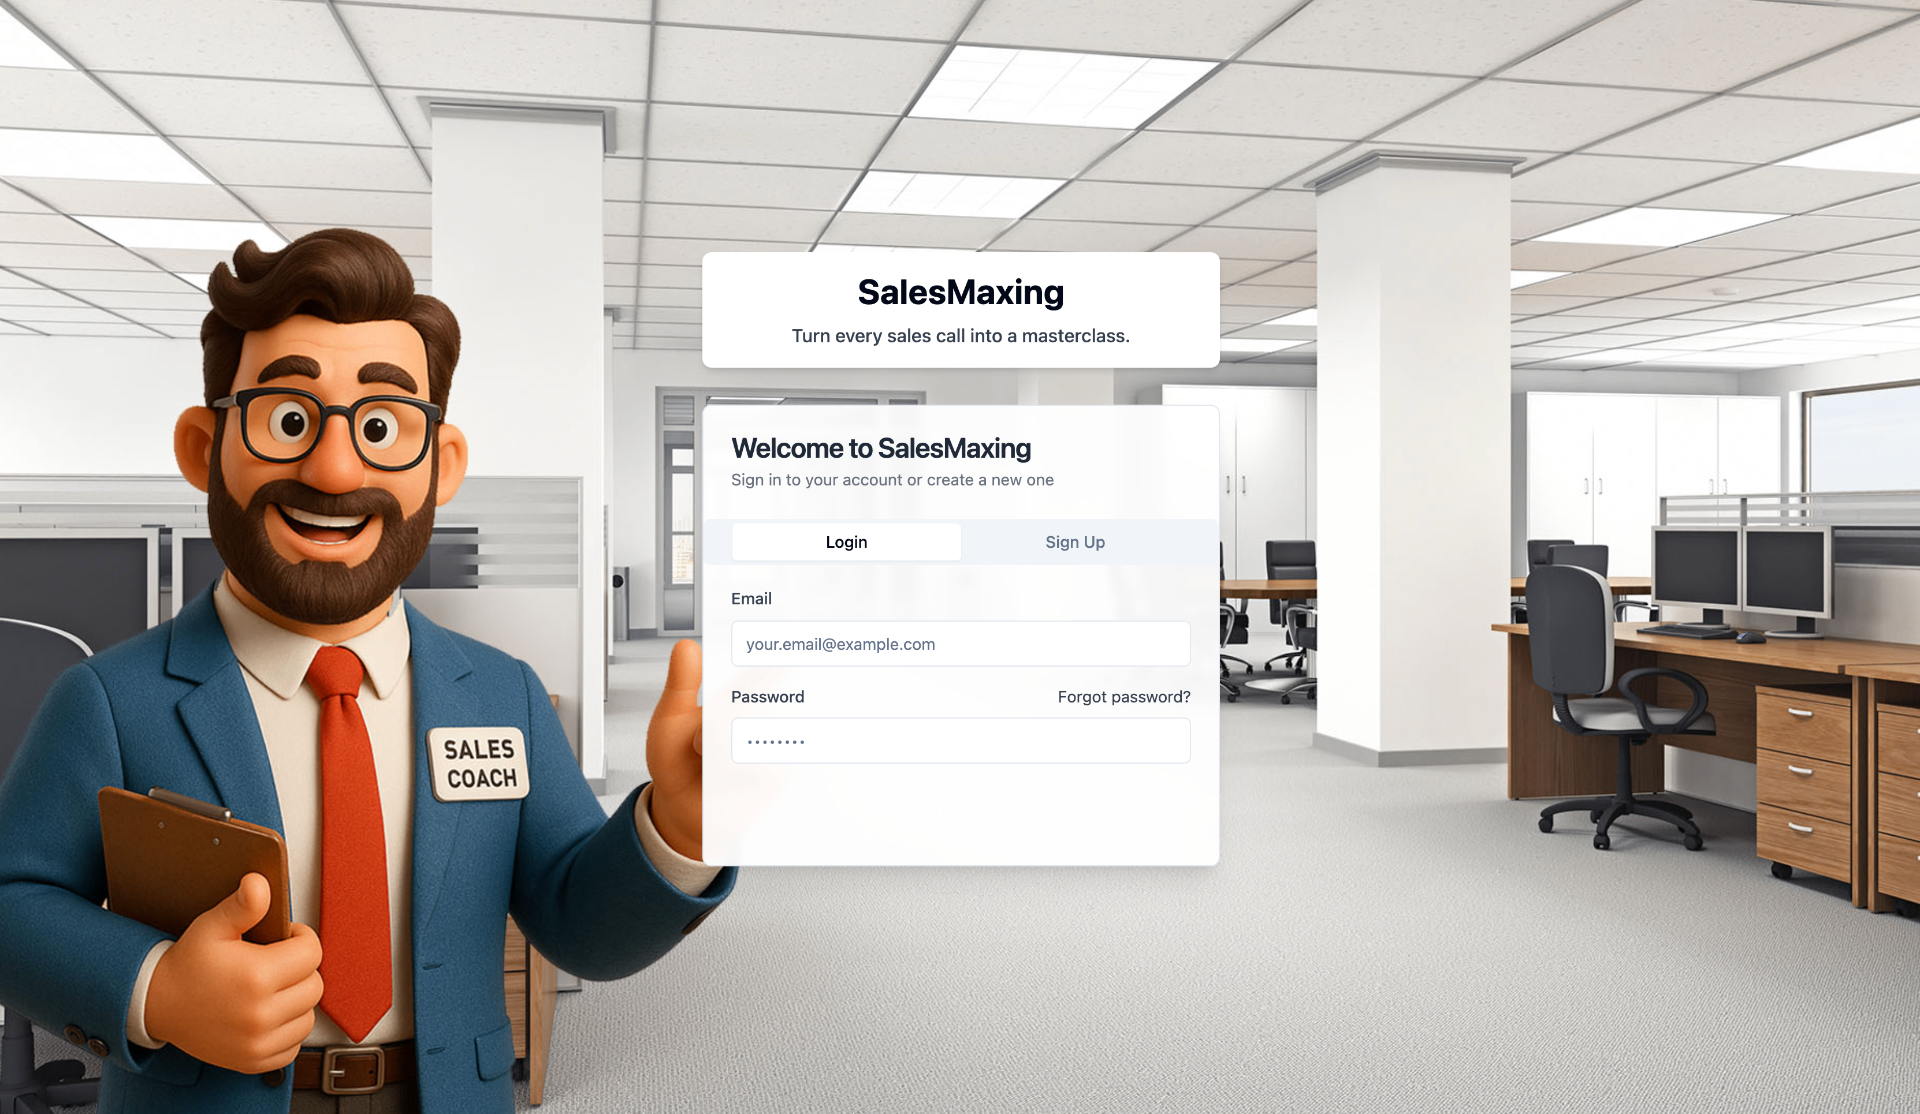 SalesMaxing
Turn every sales call into a masterclass.
Welcome to SalesMaxing
Sign in to your account or create a new one
Login
Sign Up
Email
your.email@example.com
Password
Forgot password?
••••••••
SALES
COACH